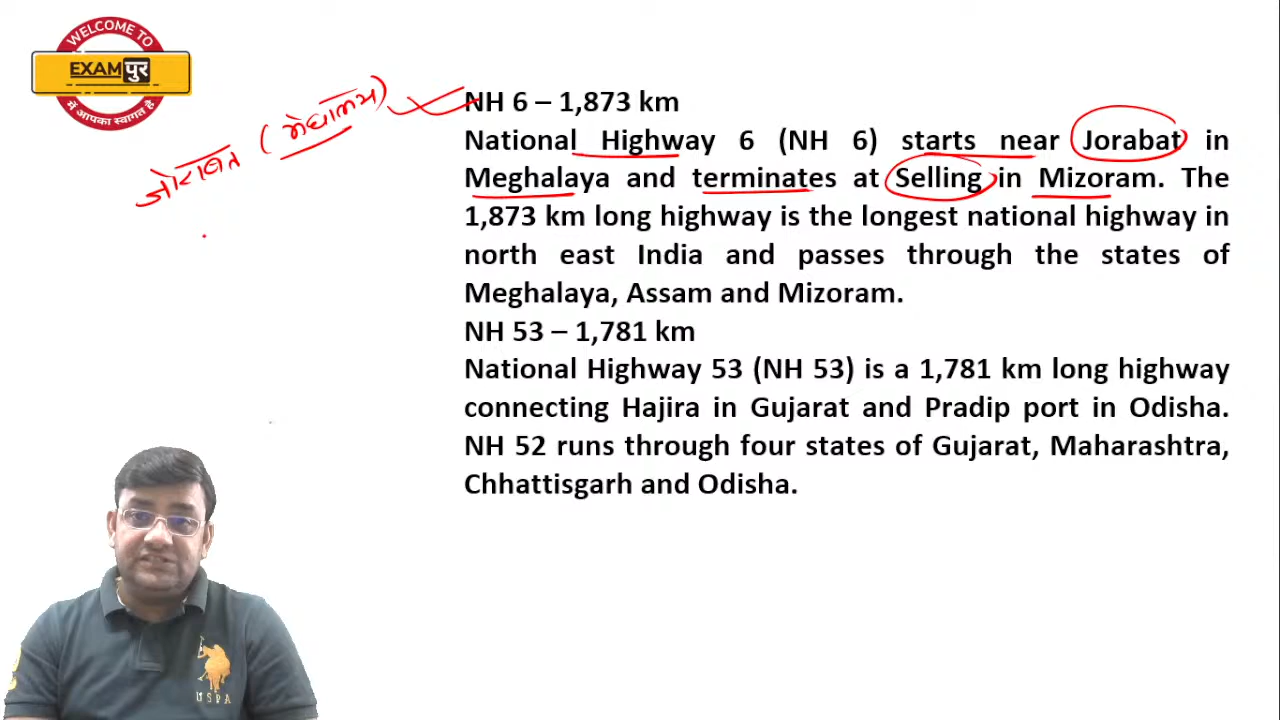 WELCOME TO
EXAMपुर
में आपका स्वागत है
जोराबत (मेघालय)
NH 6 – 1,873 km
National Highway 6 (NH 6) starts near Jorabat in
Meghalaya and terminates at Selling in Mizoram. The
1,873 km long highway is the longest national highway in
north east India and passes through the states of
Meghalaya, Assam and Mizoram.
NH 53 – 1,781 km
National Highway 53 (NH 53) is a 1,781 km long highway
connecting Hajira in Gujarat and Pradip port in Odisha.
NH 52 runs through four states of Gujarat, Maharashtra,
Chhattisgarh and Odisha.
USPA